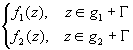 f₁(z), z ∈ g₁ + Γ
f₂(z), z ∈ g₂ + Γ